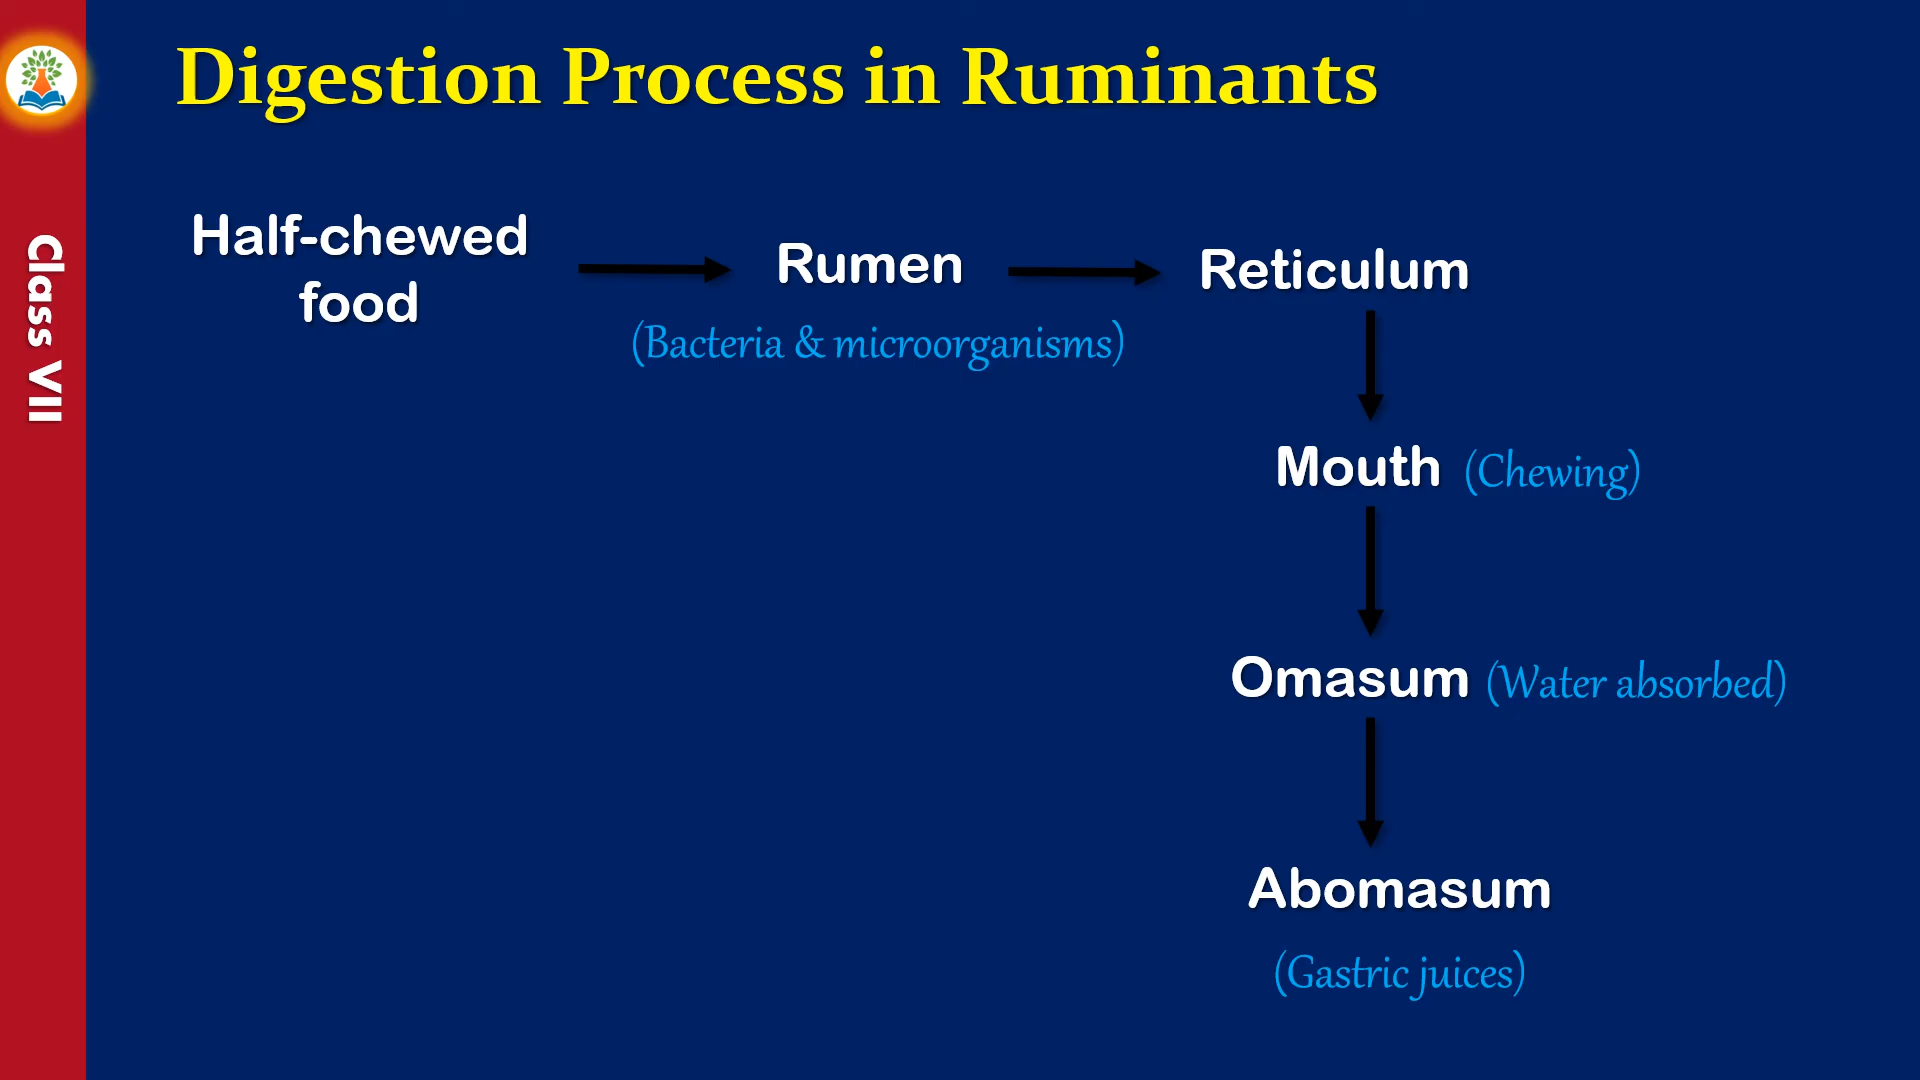 Digestion Process in Ruminants
Class VII
Half-chewed
food
Rumen
(Bacteria & microorganisms)
Reticulum
Mouth (Chewing)
Omasum (Water absorbed)
Abomasum
(Gastric juices)